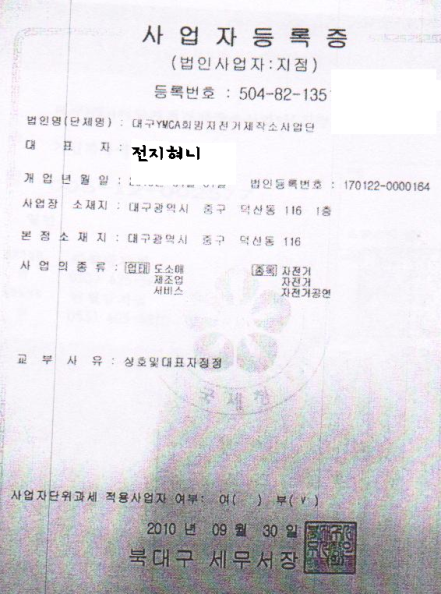 사업자등록증
(법인사업자:지점)
등록번호 : 504-82-135
법인명(단체명) : 대구YMCA희망자전거제작소사업단
대 표 자 : 전지혀니
개업년월일 : 법인등록번호 : 170122-0000164
사업장 소재지 : 대구광역시 중구 덕산동 116 1층
본점소재지 : 대구광역시 중구 덕산동 116
사업의종류 : 업태 도소매 종목 자전거
제조업 자전거
서비스 자전거공연
교부사유 : 상호및대표자정정
국세청
사업자단위과세 적용사업자 여부: 여( ) 부(v)
2010 년 09 월 30 일
북대구 세무서장